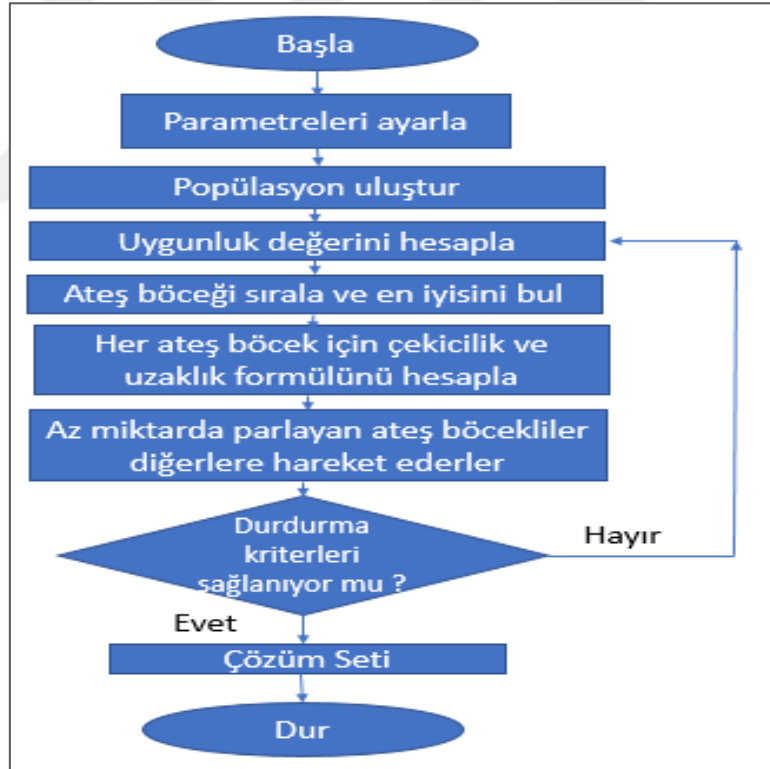 Başla
Parametreleri ayarla
Popülasyon uluştur
Uygunluk değerini hesapla
Ateş böceği sırala ve en iyisini bul
Her ateş böcek için çekicilik ve
uzaklık formülünü hesapla
Az miktarda parlayan ateş böcekliler
diğerlere hareket ederler
Durdurma
kriterleri
sağlanıyor mu ?
Hayır
Evet
Çözüm Seti
Dur